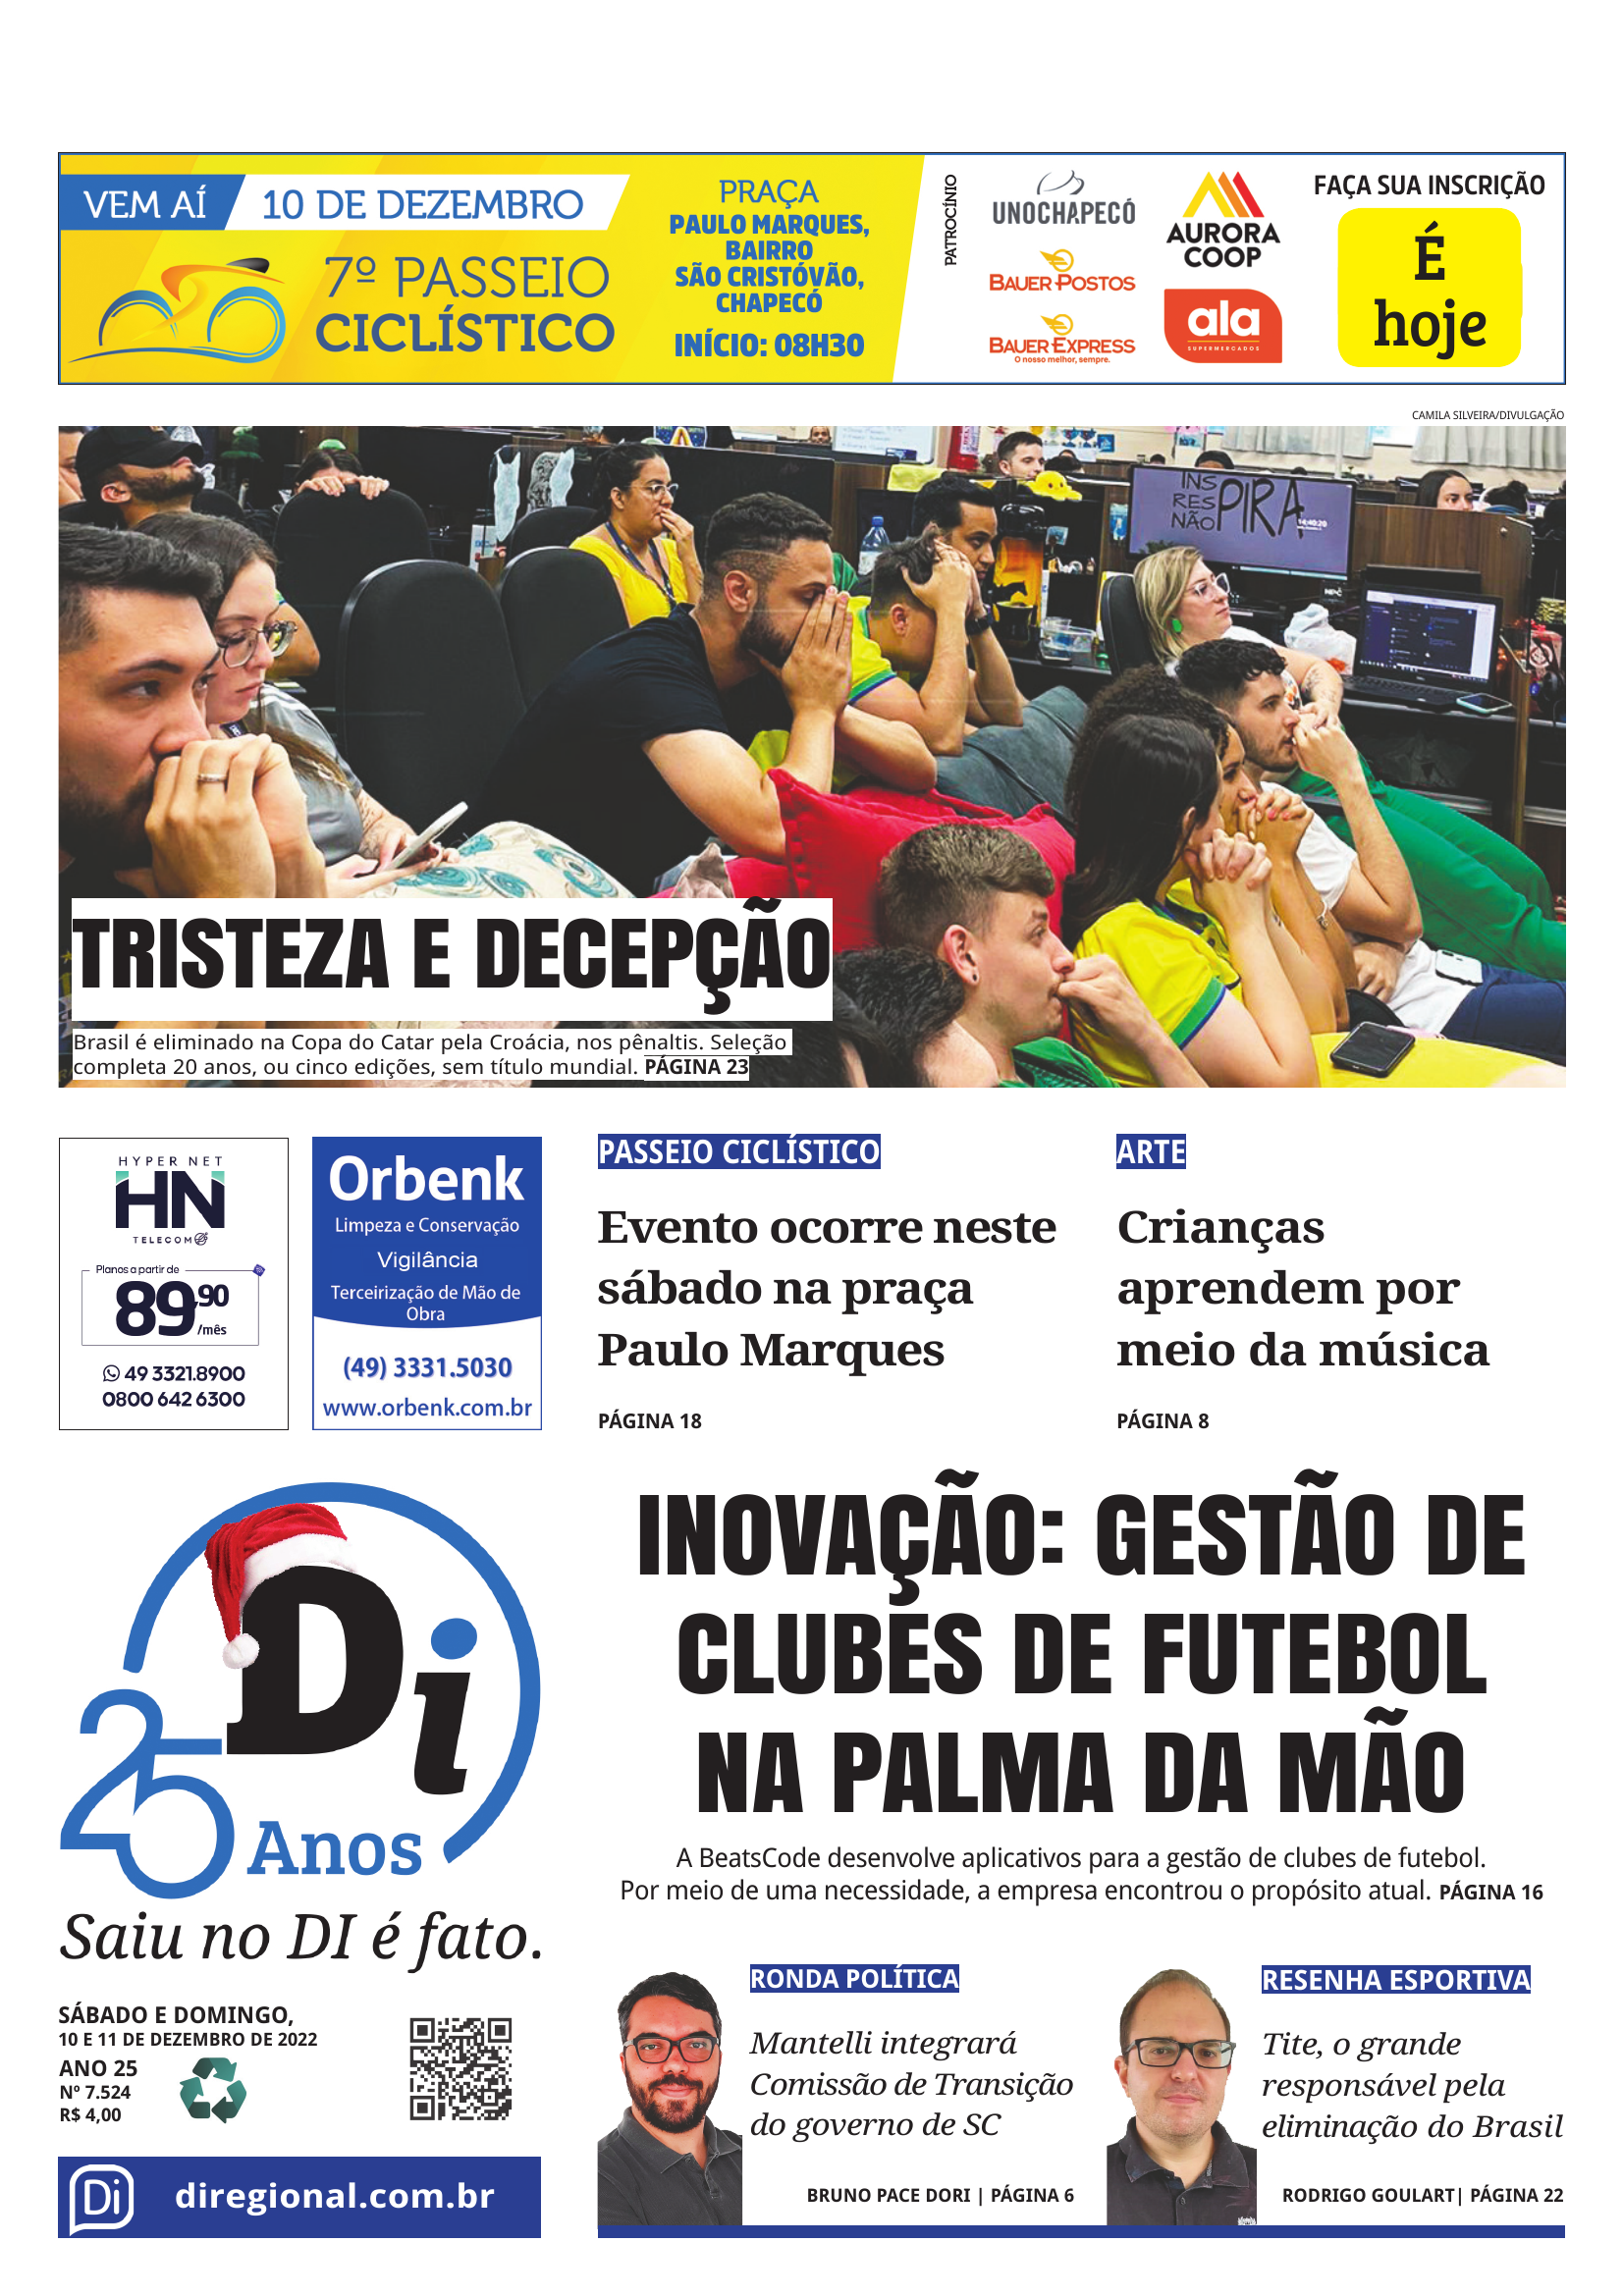 VEM AÍ
10 DE DEZEMBRO
7º PASSEIO
CICLÍSTICO
PRAÇA
PAULO MARQUES,
BAIRRO
SÃO CRISTÓVÃO,
CHAPECÓ
INÍCIO: 08H30
PATROCÍNIO
UNOCHAPECÓ
BAUER POSTOS
BAUER EXPRESS
O nosso melhor, sempre.
AURORA
COOP
ala
SUPERMERCADOS
FAÇA SUA INSCRIÇÃO
É
hoje
CAMILA SILVEIRA/DIVULGAÇÃO
INS
RES PIRA
NÃO
14:40:20
TRISTEZA E DECEPÇÃO
Brasil é eliminado na Copa do Catar pela Croácia, nos pênaltis. Seleção
completa 20 anos, ou cinco edições, sem título mundial. PÁGINA 23
HYPER NET
HN
TELECOM
Planos a partir de
89,90
/mês
49 3321.8900
0800 642 6300
Orbenk
Limpeza e Conservação
Vigilância
Terceirização de Mão de
Obra
(49) 3331.5030
www.orbenk.com.br
PASSEIO CICLÍSTICO
Evento ocorre neste
sábado na praça
Paulo Marques
PÁGINA 18
ARTE
Crianças
aprendem por
meio da música
PÁGINA 8
Di
25
Anos
Saiu no DI é fato.
SÁBADO E DOMINGO,
10 E 11 DE DEZEMBRO DE 2022
ANO 25
Nº 7.524
R$ 4,00
Di
diregional.com.br
INOVAÇÃO: GESTÃO DE
CLUBES DE FUTEBOL
NA PALMA DA MÃO
A BeatsCode desenvolve aplicativos para a gestão de clubes de futebol.
Por meio de uma necessidade, a empresa encontrou o propósito atual. PÁGINA 16
RONDA POLÍTICA
Mantelli integrará
Comissão de Transição
do governo de SC
BRUNO PACE DORI | PÁGINA 6
RESENHA ESPORTIVA
Tite, o grande
responsável pela
eliminação do Brasil
RODRIGO GOULART| PÁGINA 22